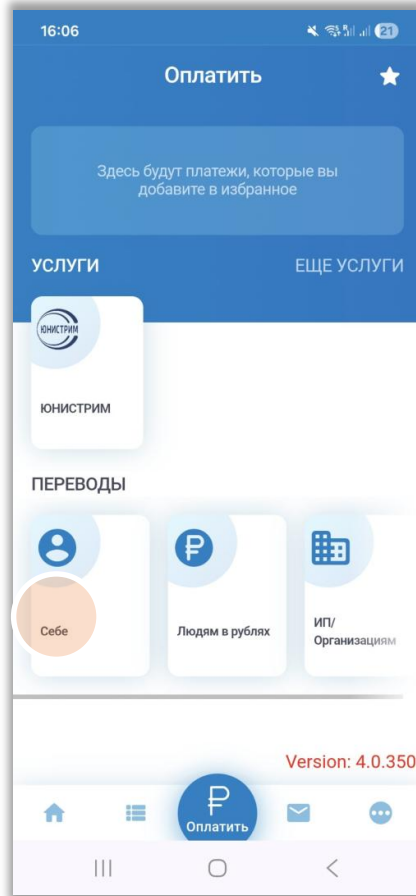 16:06
21
Оплатить
Здесь будут платежи, которые вы
добавите в избранное
УСЛУГИ
ЕЩЕ УСЛУГИ
ЮНИСТРИМ
ЮНИСТРИМ
ПЕРЕВОДЫ
Себе
Людям в рублях
ИП/
Организациям
Version: 4.0.350
Оплатить